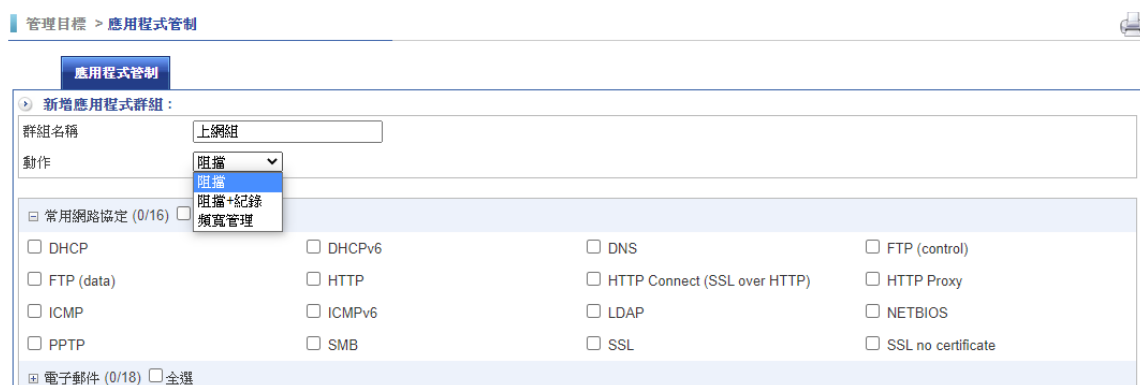 管理目標 > 應用程式管制
應用程式管制
新增應用程式群組：
群組名稱 上網組
動作 阻擋
阻擋
阻擋+紀錄
頻寬管理
常用網路協定 (0/16)
DHCP DHCPv6 DNS FTP (control)
FTP (data) HTTP HTTP Connect (SSL over HTTP) HTTP Proxy
ICMP ICMPv6 LDAP NETBIOS
PPTP SMB SSL SSL no certificate
電子郵件 (0/18) 全選